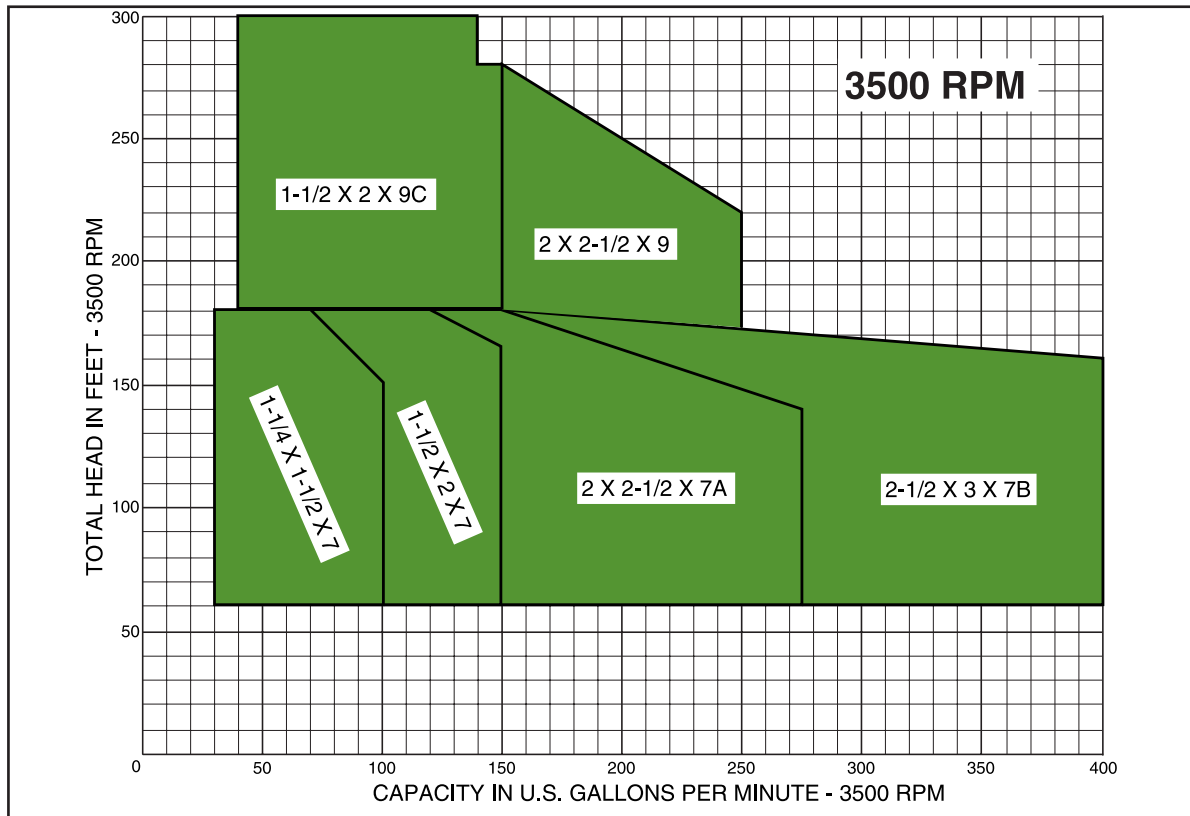 3500 RPM
TOTAL HEAD IN FEET - 3500 RPM
300
250
200
150
100
50
1-1/2 X 2 X 9C
2 X 2-1/2 X 9
1-1/4 X 1-1/2 X 7
1-1/2 X 2 X 7
2 X 2-1/2 X 7A
2-1/2 X 3 X 7B
0 50 100 150 200 250 300 350 400
CAPACITY IN U.S. GALLONS PER MINUTE - 3500 RPM